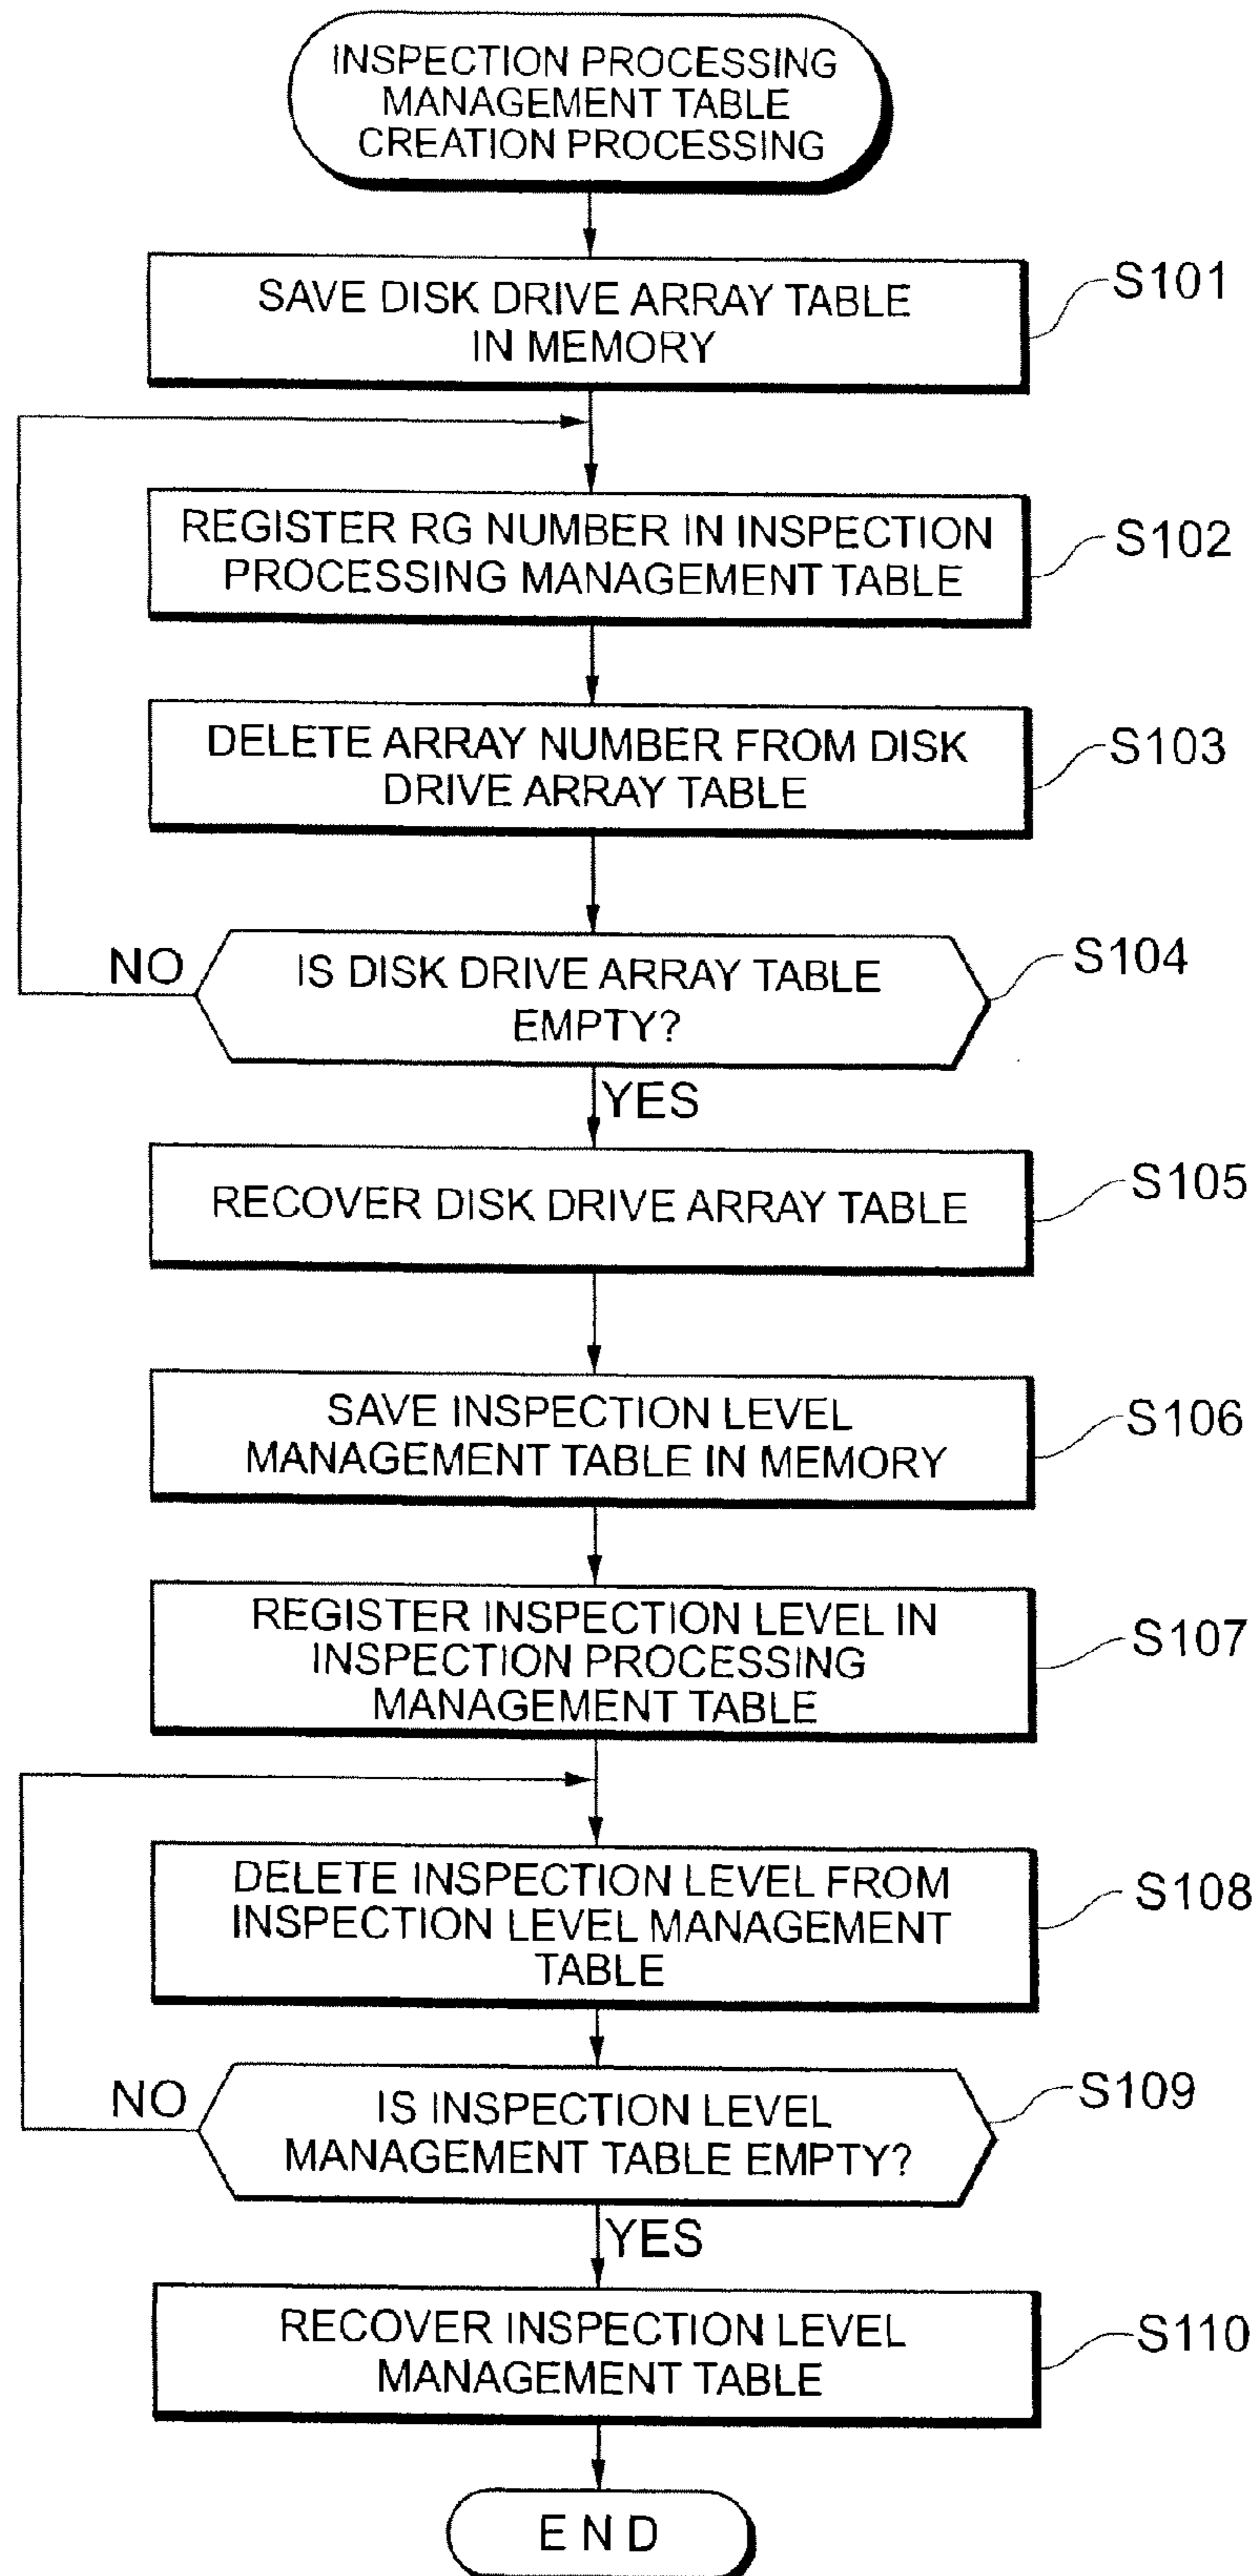 INSPECTION PROCESSING
MANAGEMENT TABLE
CREATION PROCESSING
SAVE DISK DRIVE ARRAY TABLE
IN MEMORY
S101
REGISTER RG NUMBER IN INSPECTION
PROCESSING MANAGEMENT TABLE
S102
DELETE ARRAY NUMBER FROM DISK
DRIVE ARRAY TABLE
S103
NO
IS DISK DRIVE ARRAY TABLE
EMPTY?
S104
YES
RECOVER DISK DRIVE ARRAY TABLE
S105
SAVE INSPECTION LEVEL
MANAGEMENT TABLE IN MEMORY
S106
REGISTER INSPECTION LEVEL IN
INSPECTION PROCESSING
MANAGEMENT TABLE
S107
DELETE INSPECTION LEVEL FROM
INSPECTION LEVEL MANAGEMENT
TABLE
S108
NO
IS INSPECTION LEVEL
MANAGEMENT TABLE EMPTY?
S109
YES
RECOVER INSPECTION LEVEL
MANAGEMENT TABLE
S110
END